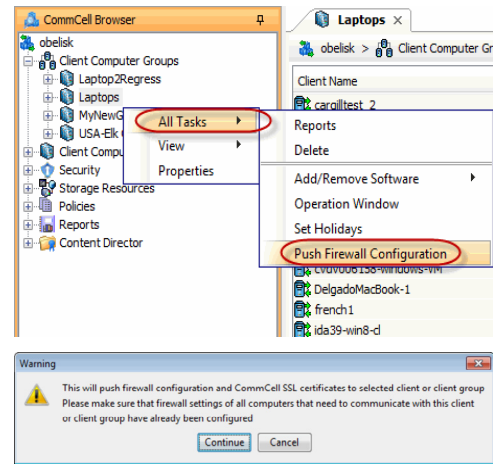 CommCell Browser
obelisk
Client Computer Groups
Laptop2Regress
Laptops
MyNewG
USA-Elk
Client Compu
Security
Storage Resources
Policies
Reports
Content Director
All Tasks
View
Properties
Reports
Delete
Add/Remove Software
Operation Window
Set Holidays
Push Firewall Configuration
Laptops
obelisk > Client Computer Gr
Client Name
cargilltest_2
cvdv006158-windows-VM
DelgadoMacBook-1
french1
ida39-win8-cl
Warning
This will push firewall configuration and CommCell SSL certificates to selected client or client group
Please make sure that firewall settings of all computers that need to communicate with this client
or client group have already been configured
Continue Cancel